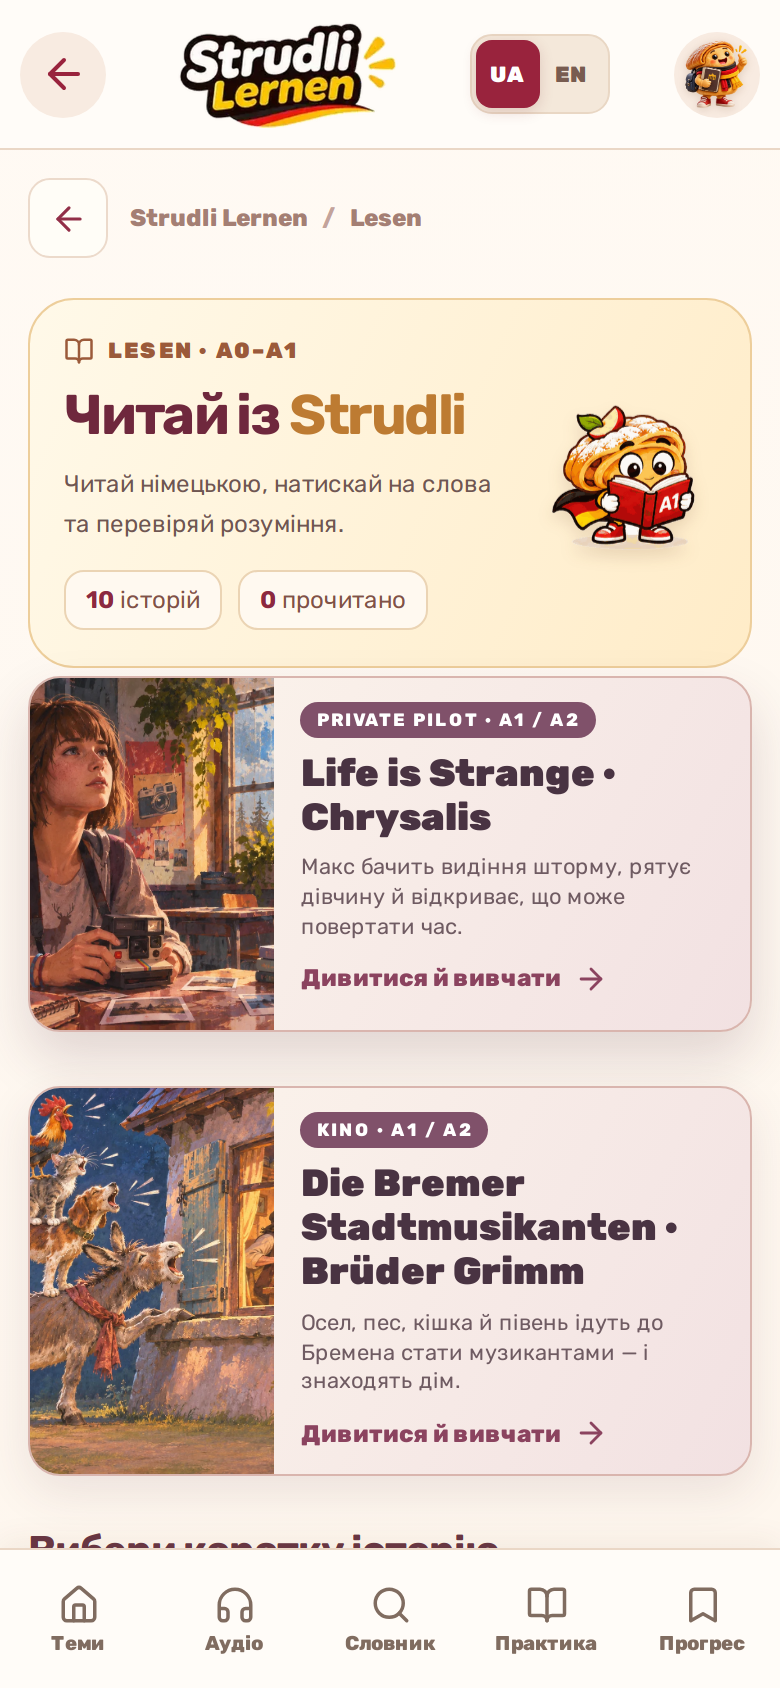 Strudli
Lernen
UA EN
Strudli Lernen / Lesen
LESEN • A0–A1
Читай із Strudli
Читай німецькою, натискай на слова
та перевіряй розуміння.
A1
10 історій 0 прочитано
PRIVATE PILOT • A1 / A2
Life is Strange •
Chrysalis
Макс бачить видіння шторму, рятує
дівчину й відкриває, що може
повертати час.
Дивитися й вивчати
KINO • A1 / A2
Die Bremer
Stadtmusikanten •
Brüder Grimm
Осел, пес, кішка й півень ідуть до
Бремена стати музикантами — і
знаходять дім.
Дивитися й вивчати
Вибери коротку історію
Теми Аудіо Словник Практика Прогрес